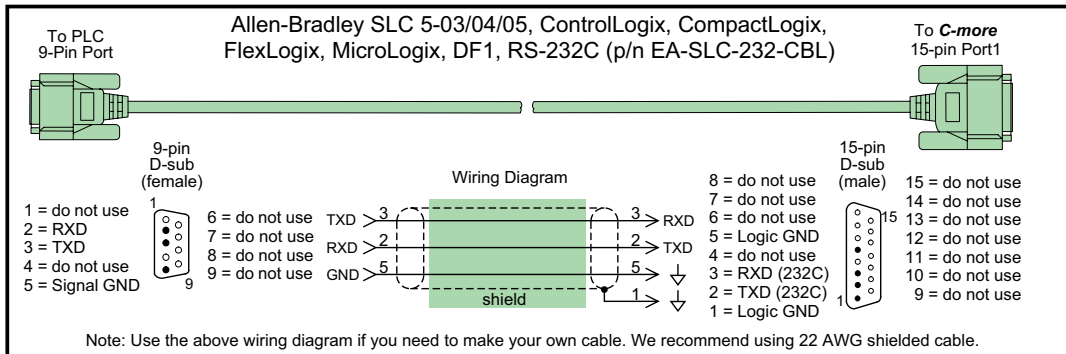 Allen-Bradley SLC 5-03/04/05, ControlLogix, CompactLogix,
FlexLogix, MicroLogix, DF1, RS-232C (p/n EA-SLC-232-CBL)
To PLC
9-Pin Port
To C-more
15-pin Port1
9-pin
D-sub
(female)
1
9
1 = do not use
2 = RXD
3 = TXD
4 = do not use
5 = Signal GND
6 = do not use
7 = do not use
8 = do not use
9 = do not use
Wiring Diagram
TXD 3 3 RXD
RXD 2 2 TXD
GND 5 5
1
shield
8 = do not use
7 = do not use
6 = do not use
5 = Logic GND
4 = do not use
3 = RXD (232C)
2 = TXD (232C)
1 = Logic GND
15-pin
D-sub
(male)
15
1
15 = do not use
14 = do not use
13 = do not use
12 = do not use
11 = do not use
10 = do not use
9 = do not use
Note: Use the above wiring diagram if you need to make your own cable. We recommend using 22 AWG shielded cable.